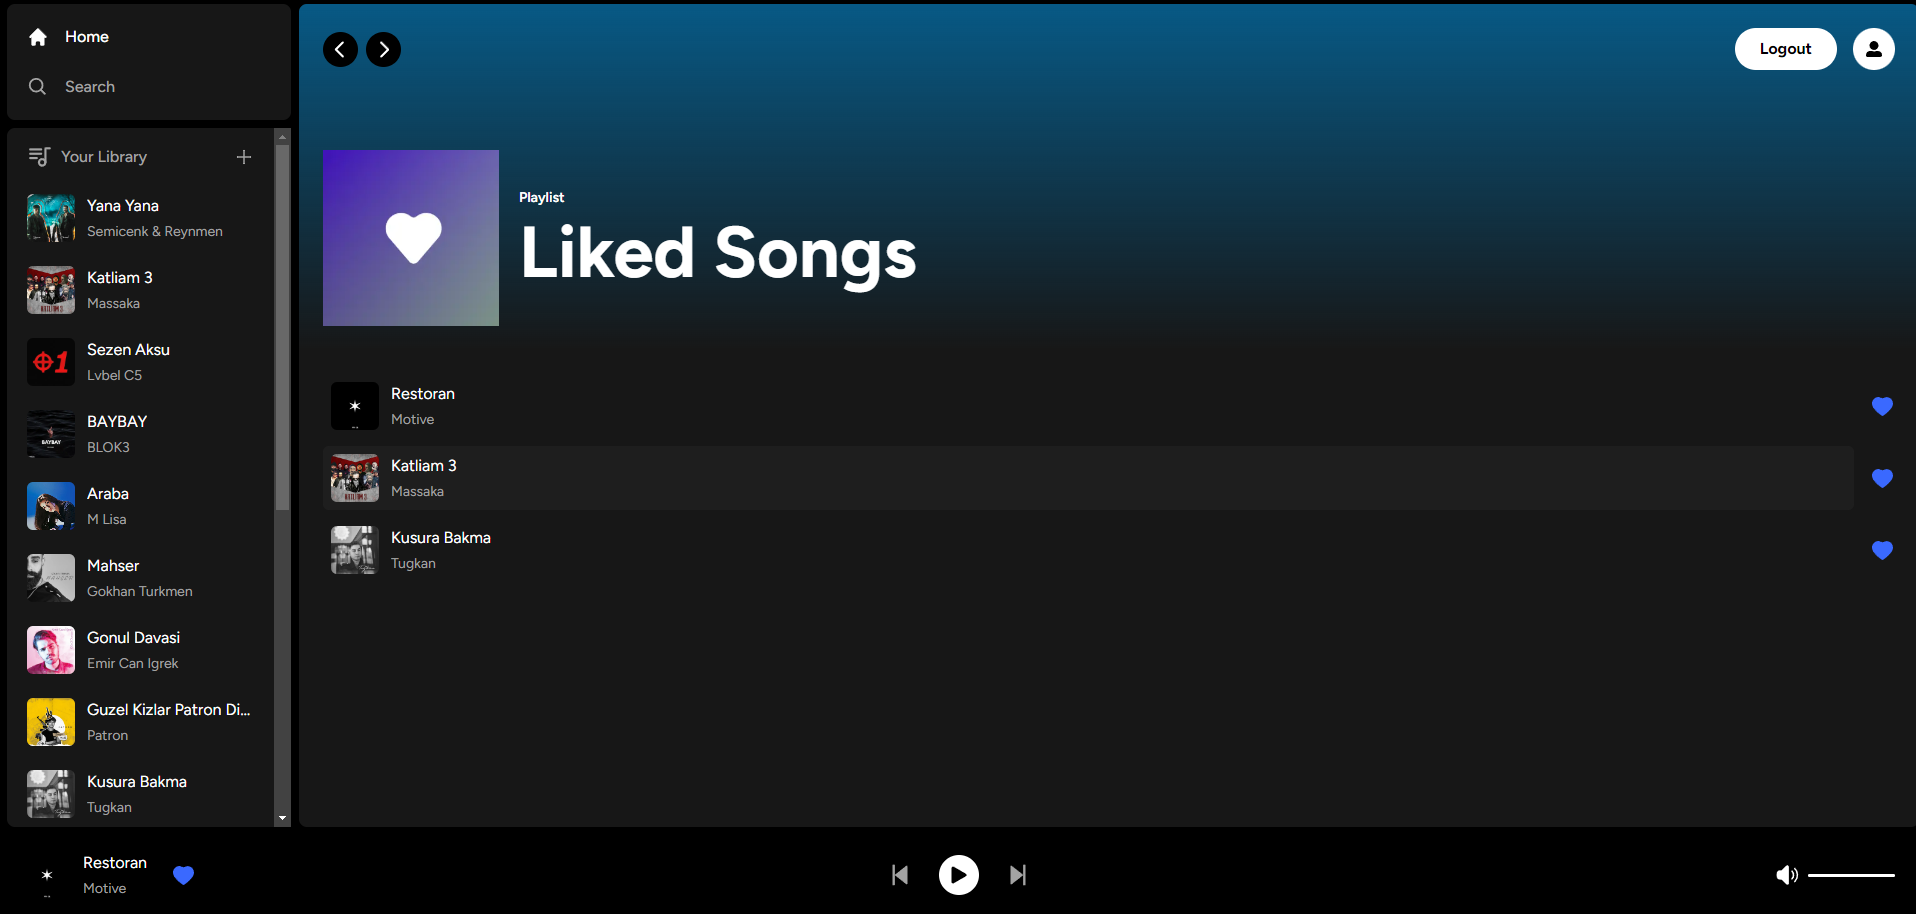 Home
Search
Your Library
Yana Yana
Semicenk & Reynmen
Katliam 3
Massaka
Sezen Aksu
Lvbel C5
BAYBAY
BLOK3
Araba
M Lisa
Mahser
Gokhan Turkmen
Gonul Davasi
Emir Can Igrek
Guzel Kizlar Patron Di...
Patron
Kusura Bakma
Tugkan
Logout
Playlist
Liked Songs
Restoran
Motive
Katliam 3
Massaka
Kusura Bakma
Tugkan
Restoran
Motive